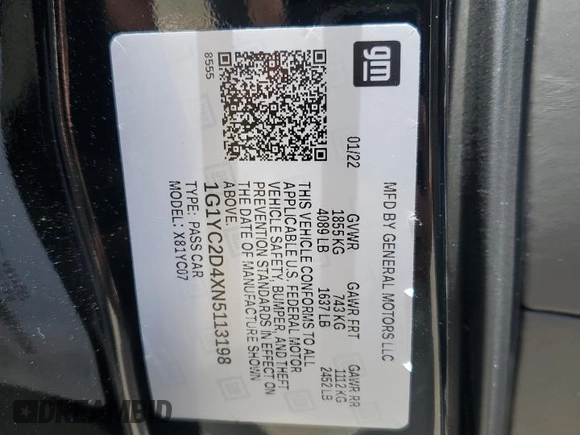 gm
MFD BY GENERAL MOTORS LLC
01/22
GVWR GAWR FRT GAWR RR
1855 KG 743 KG 1112 KG
4089 LB 1637 LB 2452 LB
THIS VEHICLE CONFORMS TO ALL
APPLICABLE U.S. FEDERAL MOTOR
VEHICLE SAFETY, BUMPER, AND THEFT
PREVENTION STANDARDS IN EFFECT ON
THE DATE OF MANUFACTURE SHOWN
ABOVE.
8555
1G1YC2D4XN5113198
TYPE: PASS CAR
MODEL: X81YC07
DREAMBID